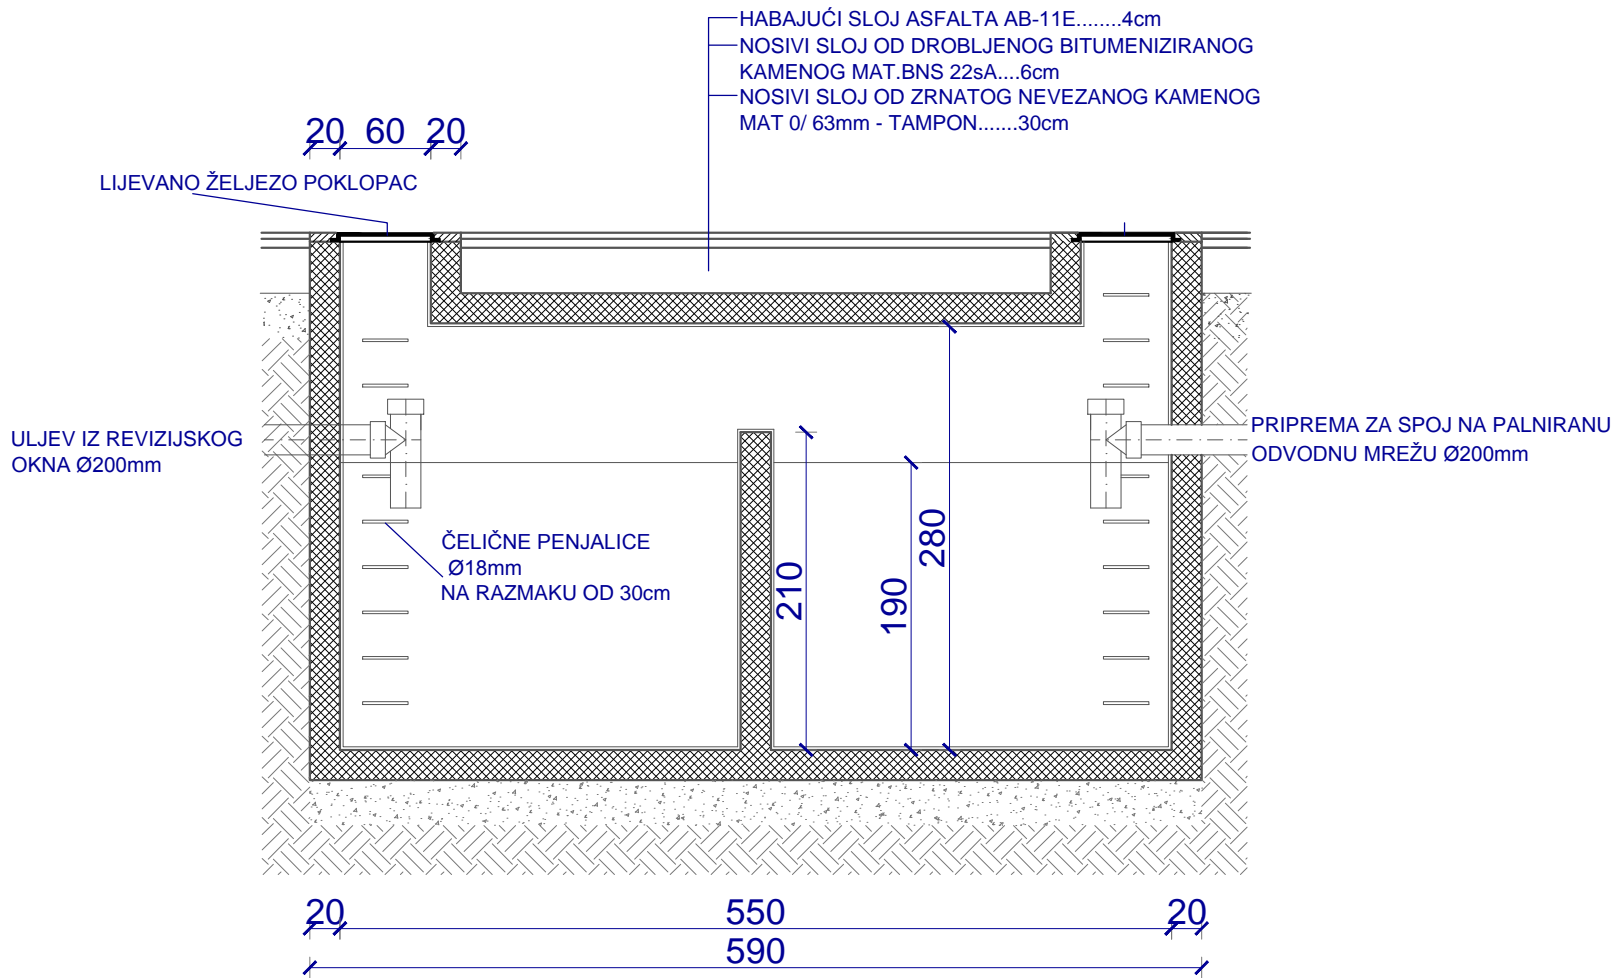 HABAJUĆI SLOJ ASFALTA AB-11E........4cm
NOSIVI SLOJ OD DROBLJENOG BITUMENIZIRANOG
KAMENOG MAT.BNS 22sA....6cm
NOSIVI SLOJ OD ZRNATOG NEVEZANOG KAMENOG
MAT 0/ 63mm - TAMPON.......30cm
20 60 20
LIJEVANO ŽELJEZO POKLOPAC
ULJEV IZ REVIZIJSKOG
OKNA Ø200mm
PRIPREMA ZA SPOJ NA PALNIRANU
ODVODNU MREŽU Ø200mm
ČELIČNE PENJALICE
Ø18mm
NA RAZMAKU OD 30cm
210
190
280
20 550 20
590